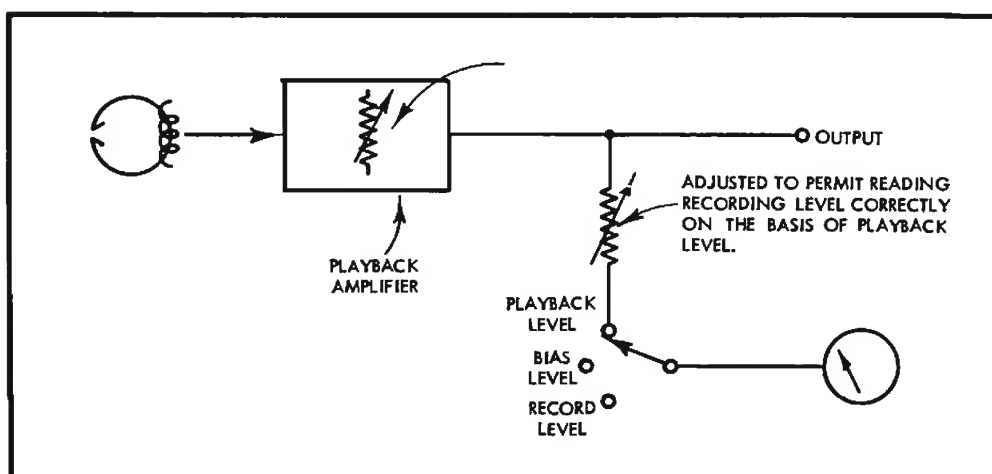 OUTPUT
ADJUSTED TO PERMIT READING
RECORDING LEVEL CORRECTLY
ON THE BASIS OF PLAYBACK
LEVEL.
PLAYBACK
AMPLIFIER
PLAYBACK
LEVEL
BIAS
LEVEL
RECORD
LEVEL